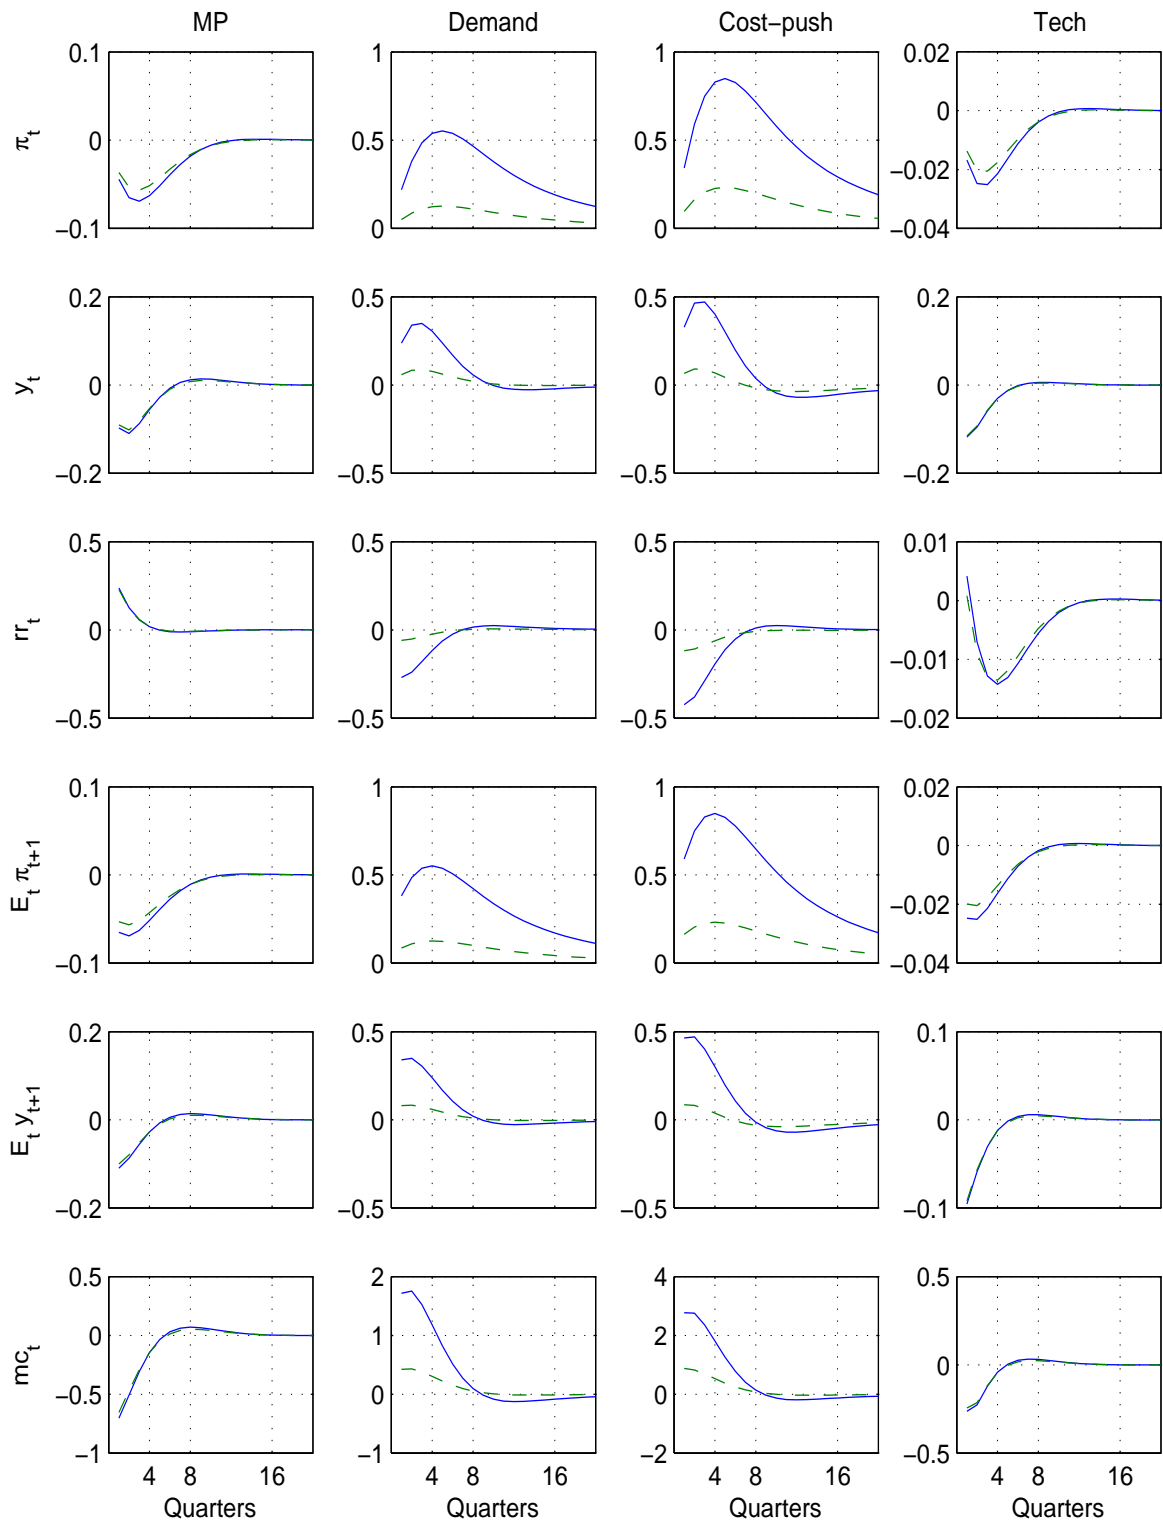 MP Demand Cost−push Tech
0.1 1 1 0.02
0 0.5 0.5 0
−0.02
−0.1 0 0 −0.04
π_t
0.2 0.5 0.5 0.2
0 0 0 0
−0.2 −0.5 −0.5 −0.2
y_t
0.5 0.5 0.5 0.01
0 0 0 0
−0.01
−0.5 −0.5 −0.5 −0.02
rr_t
0.1 1 1 0.02
0 0.5 0.5 0
−0.02
−0.1 0 0 −0.04
E_t π_{t+1}
0.2 0.5 0.5 0.1
0 0 0 0
−0.2 −0.5 −0.5 −0.1
E_t y_{t+1}
0.5 2 4 0.5
0 1 2 0
−0.5 0 0
−1 −1 −2 −0.5
mc_t
4 8 16 4 8 16 4 8 16 4 8 16
Quarters Quarters Quarters Quarters